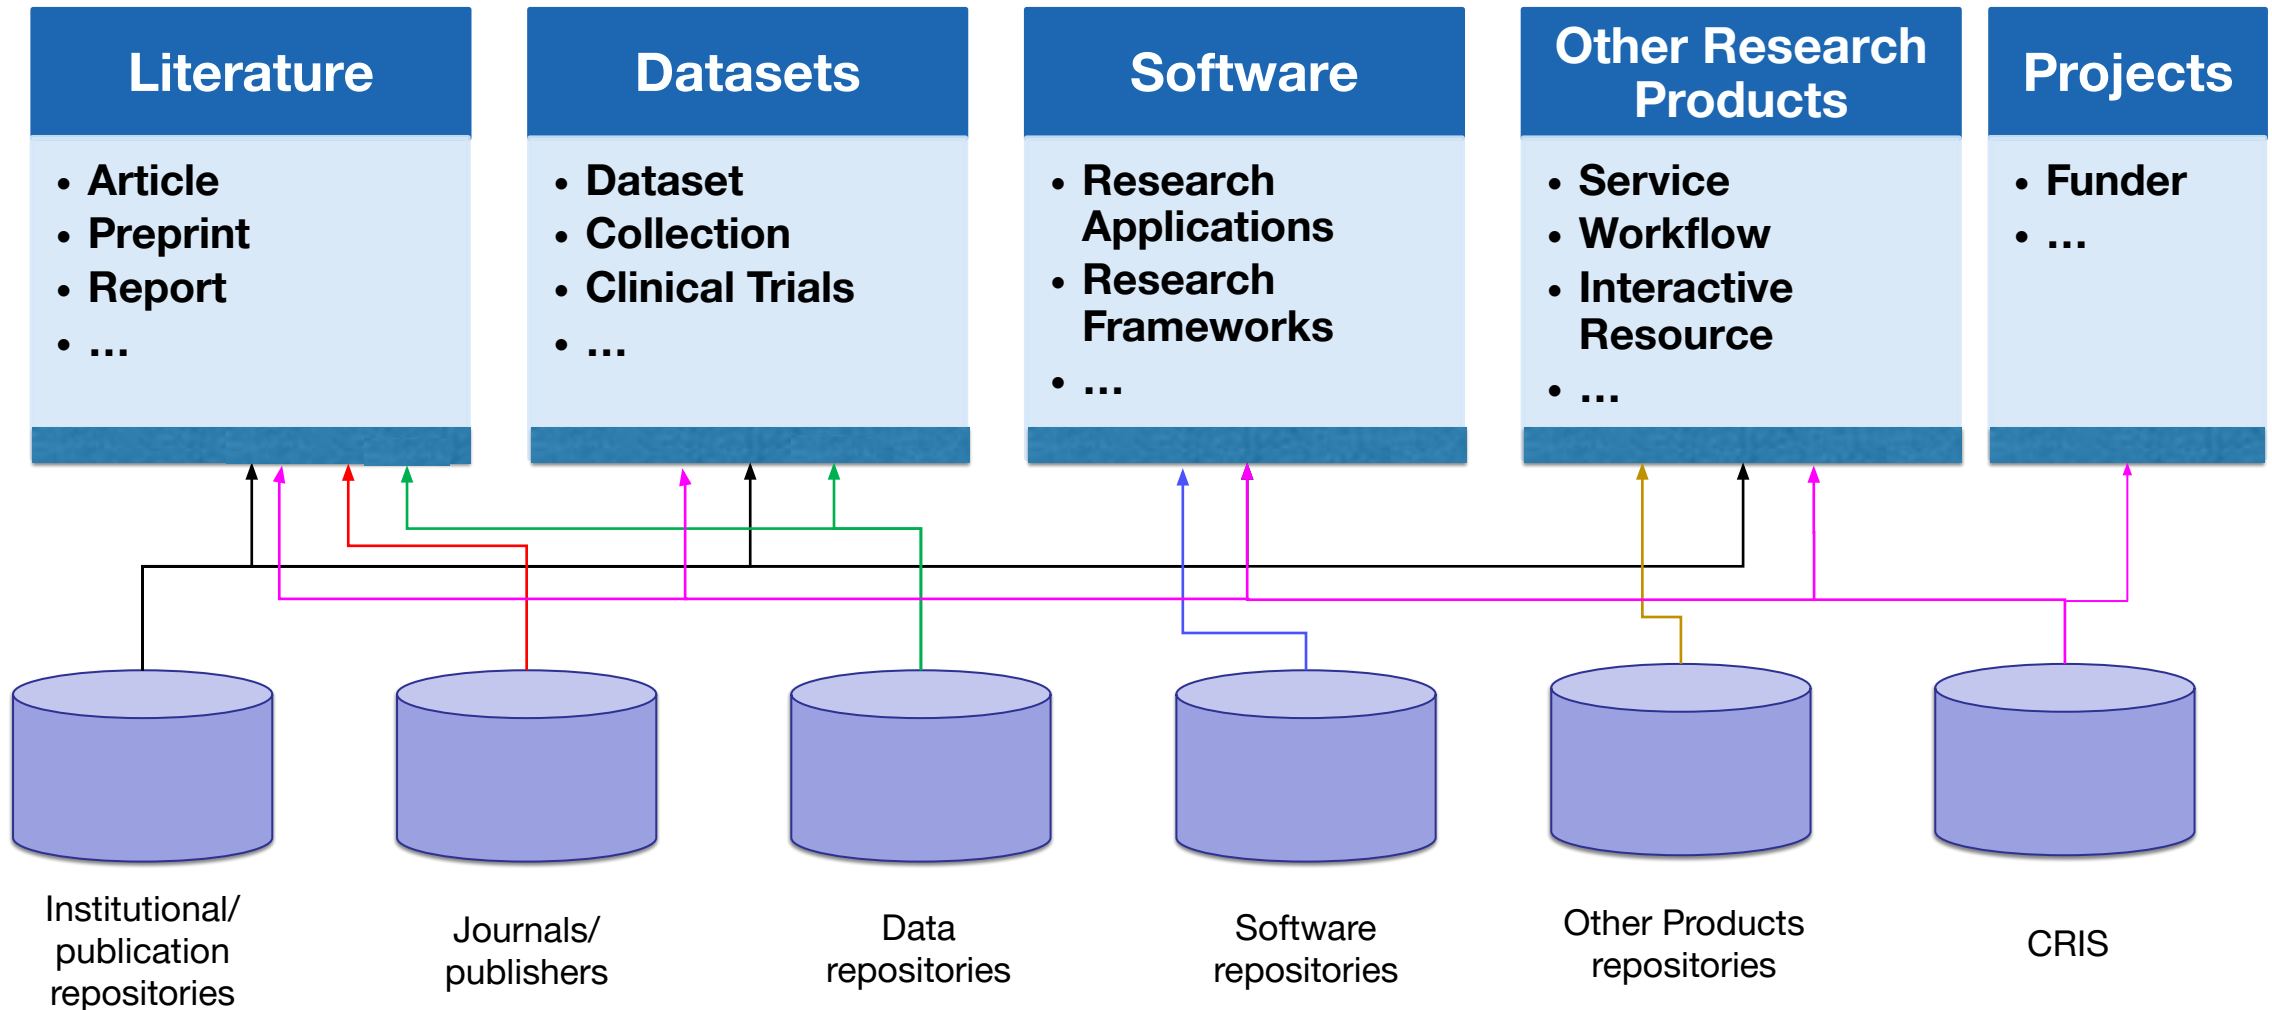 Literature
• Article
• Preprint
• Report
• ...
Datasets
• Dataset
• Collection
• Clinical Trials
• ...
Software
• Research
Applications
• Research
Frameworks
• ...
Other Research
Products
• Service
• Workflow
• Interactive
Resource
• ...
Projects
• Funder
• ...
Institutional/
publication
repositories
Journals/
publishers
Data
repositories
Software
repositories
Other Products
repositories
CRIS